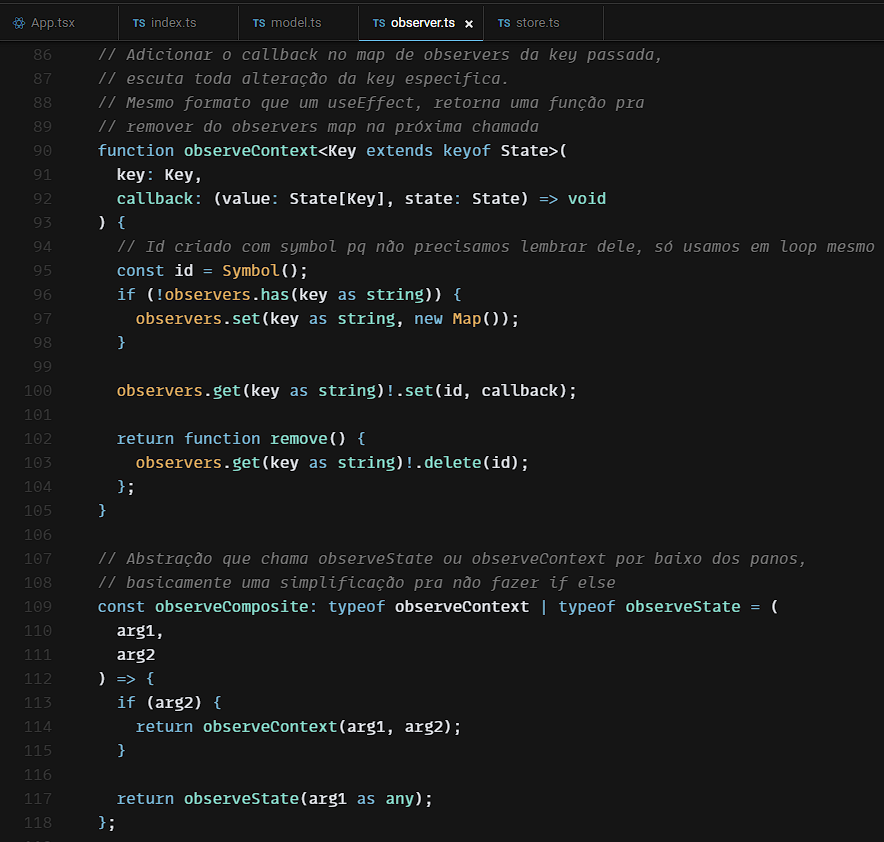 App.tsx
TS index.ts
TS model.ts
TS observer.ts ×
TS store.ts
86 // Adicionar o callback no map de observers da key passada,
87 // escuta toda alteração da key especifica.
88 // Mesmo formato que um useEffect, retorna uma função pra
89 // remover do observers map na próxima chamada
90 function observeContext<Key extends keyof State>(
91   key: Key,
92   callback: (value: State[Key], state: State) => void
93 ) {
94   // Id criado com symbol pq não precisamos lembrar dele, só usamos em loop mesmo
95   const id = Symbol();
96   if (!observers.has(key as string)) {
97     observers.set(key as string, new Map());
98   }
99
100   observers.get(key as string)!.set(id, callback);
101
102   return function remove() {
103     observers.get(key as string)!.delete(id);
104   };
105 }
106
107 // Abstração que chama observeState ou observeContext por baixo dos panos,
108 // basicamente uma simplificação pra não fazer if else
109 const observeComposite: typeof observeContext | typeof observeState = (
110   arg1,
111   arg2
112 ) => {
113   if (arg2) {
114     return observeContext(arg1, arg2);
115   }
116
117   return observeState(arg1 as any);
118 };